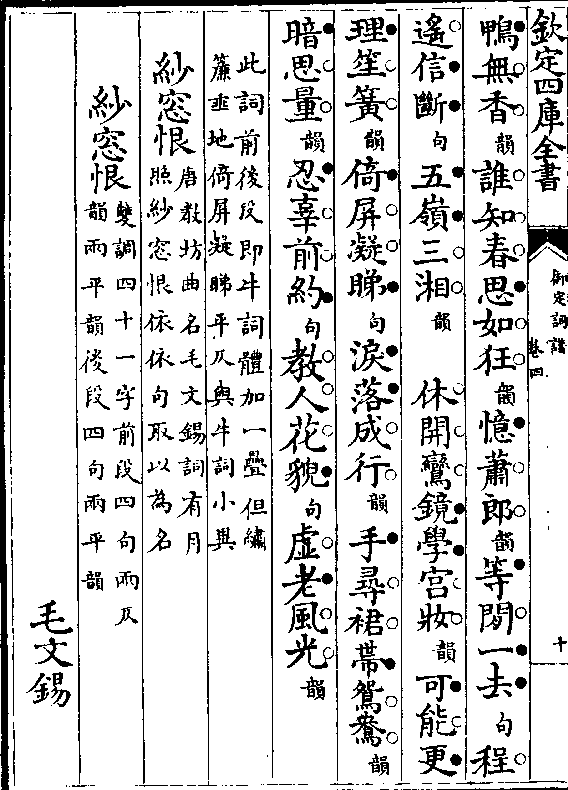 欽定四庫全書
御定詞譜
卷四
十
鴨無香韻誰知春思如狂韻憶蕭郎韻等閒一去句程
遙信斷句五嶺三湘韻 休開鸞鏡學宮妝韻可能更
理笙簧韻倚屏凝睇句淚落成行韻手尋裙帶鴛鴦韻
暗思量韻忍辜前約句教人花貌句虛老風光韻
此詞前後段即牛詞體加一疊但繡
簾垂地倚屏凝睇平仄與牛詞小異
紗窓恨 唐教坊曲名毛文錫詞有月
照紗窓恨依依句取以為名
紗窓恨 雙調四十一字前段四句兩仄
韻兩平韻後段四句兩平韻
毛文錫